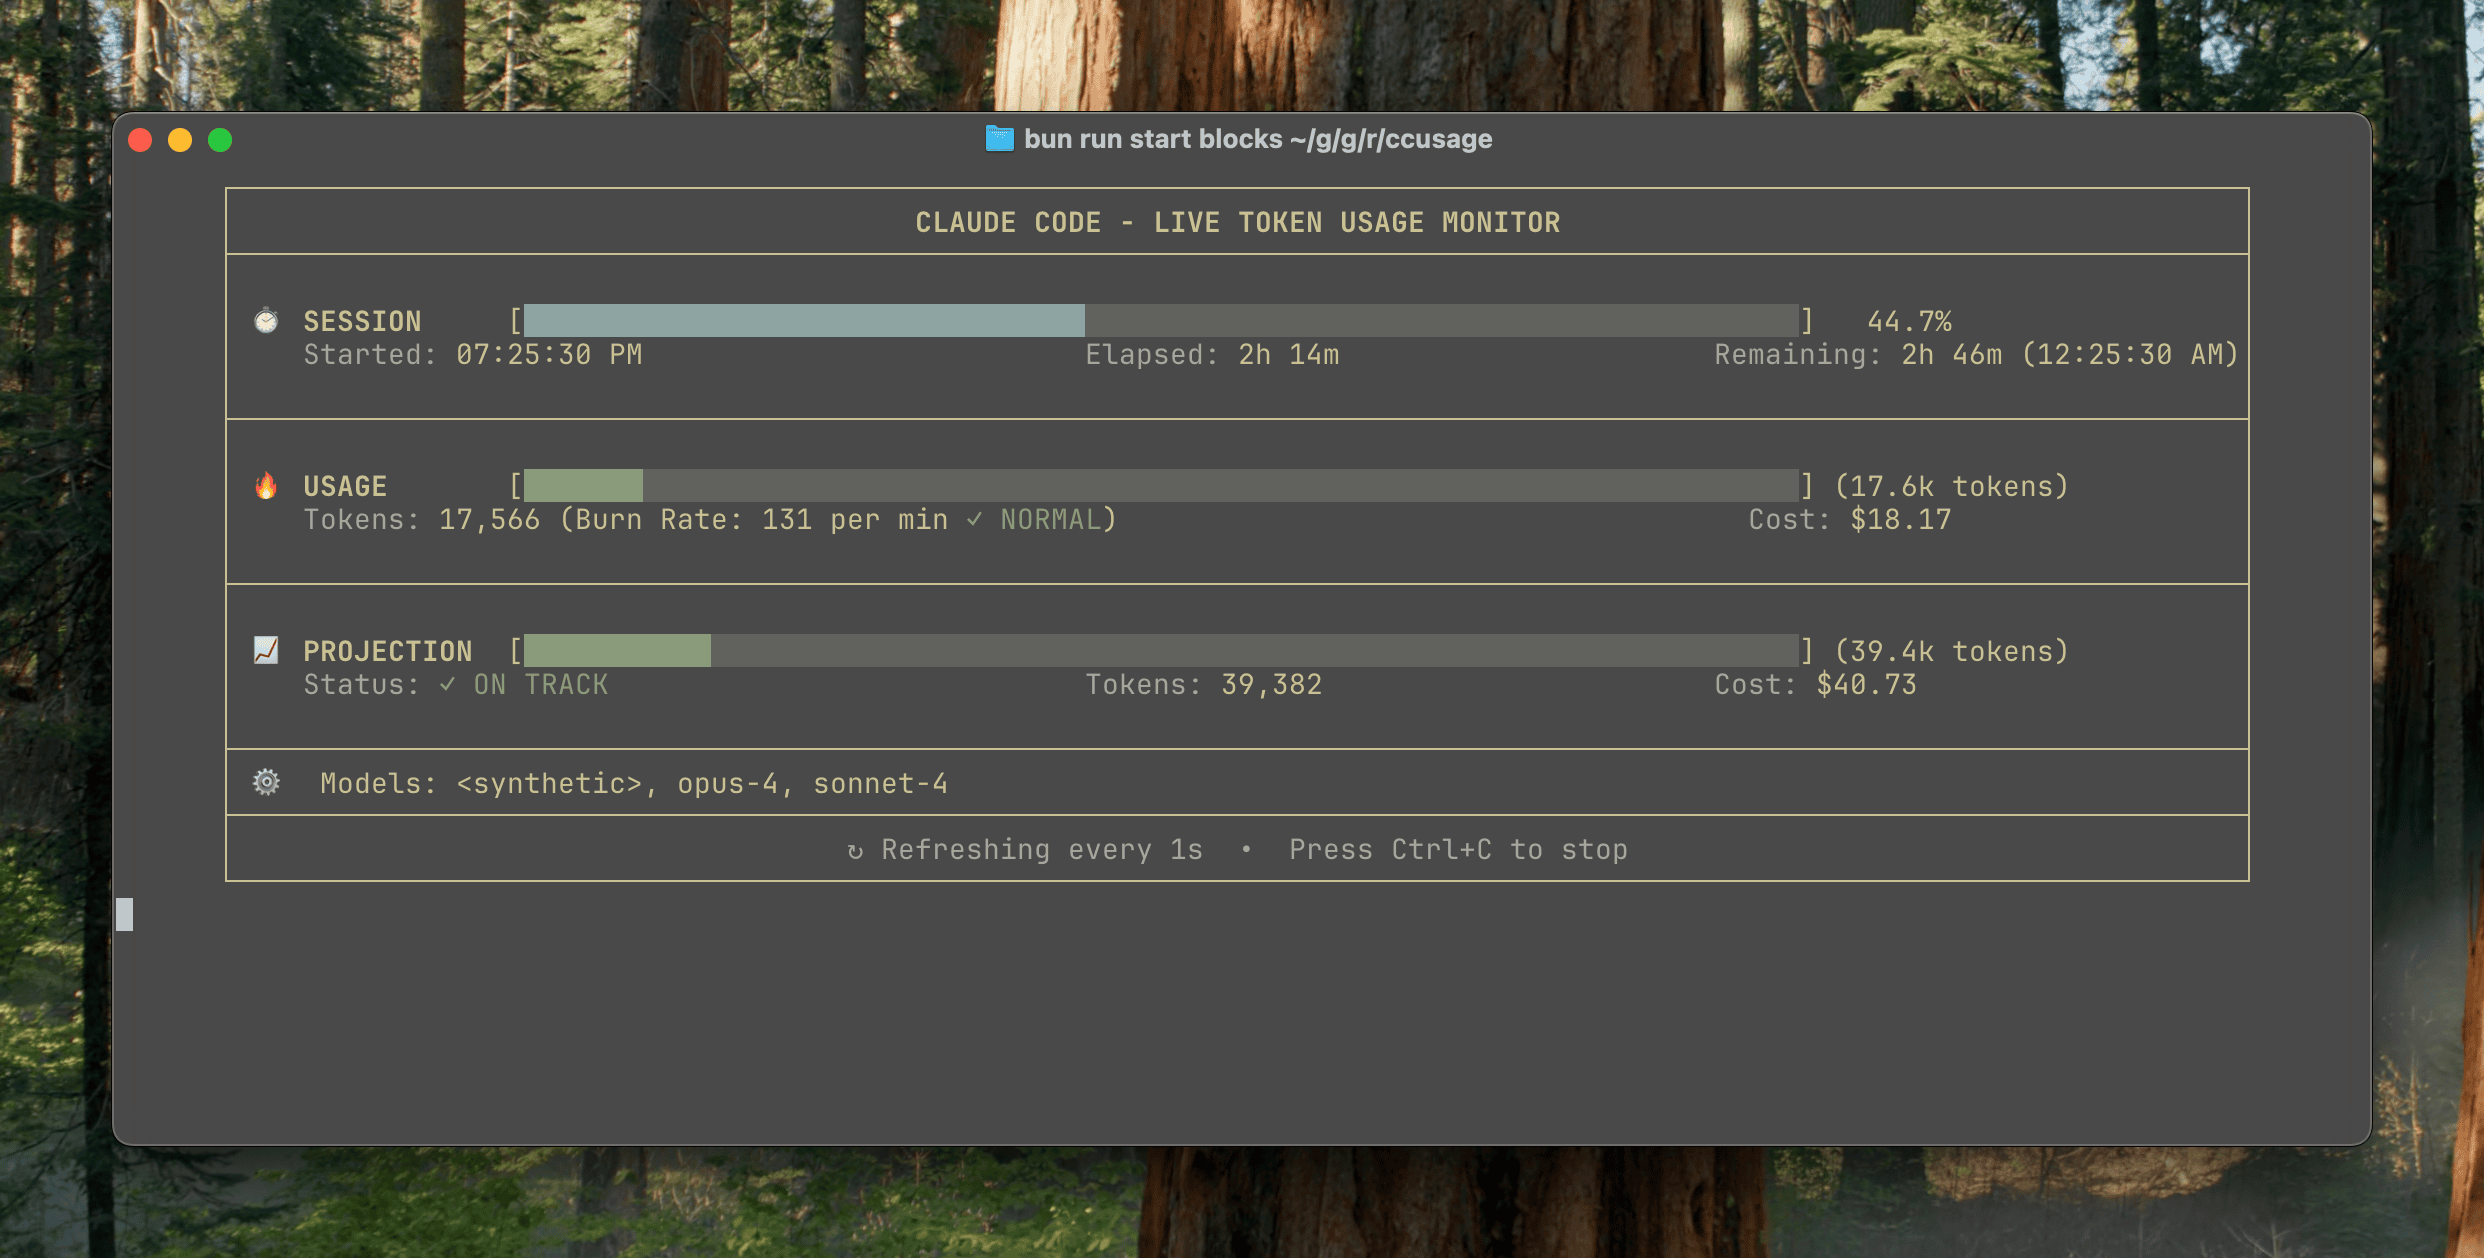 bun run start blocks ~/g/g/r/ccusage
CLAUDE CODE - LIVE TOKEN USAGE MONITOR
SESSION [ ] 44.7%
Started: 07:25:30 PM Elapsed: 2h 14m Remaining: 2h 46m (12:25:30 AM)
USAGE [ ] (17.6k tokens)
Tokens: 17,566 (Burn Rate: 131 per min ✓ NORMAL) Cost: $18.17
PROJECTION [ ] (39.4k tokens)
Status: ✓ ON TRACK Tokens: 39,382 Cost: $40.73
Models: <synthetic>, opus-4, sonnet-4
↻ Refreshing every 1s • Press Ctrl+C to stop